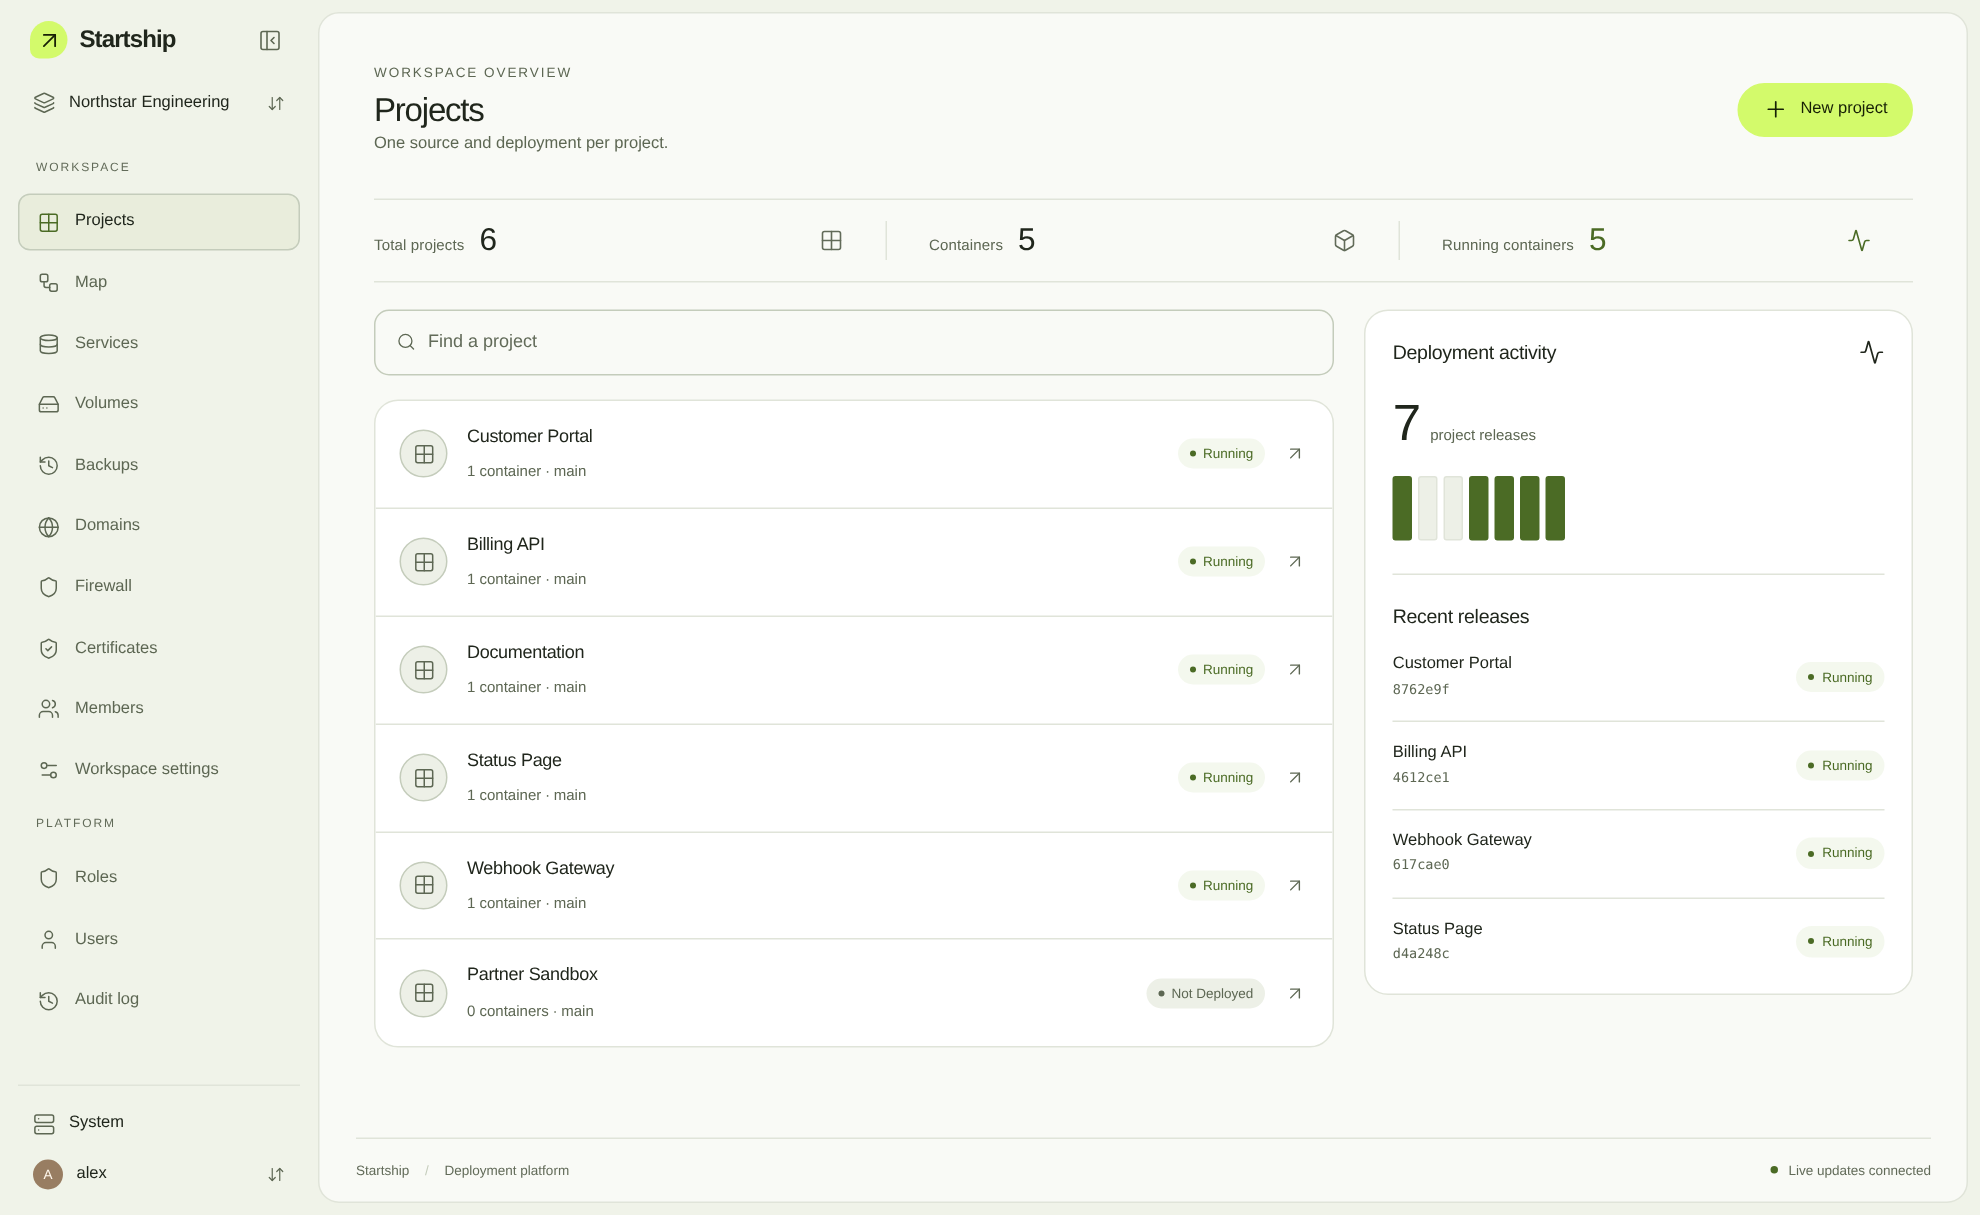 Startship
Northstar Engineering
WORKSPACE
Projects
Map
Services
Volumes
Backups
Domains
Firewall
Certificates
Members
Workspace settings
PLATFORM
Roles
Users
Audit log
System
A alex
WORKSPACE OVERVIEW
Projects
One source and deployment per project.
New project
Total projects 6
Containers 5
Running containers 5
Find a project
Customer Portal
1 container · main
Running
Billing API
1 container · main
Running
Documentation
1 container · main
Running
Status Page
1 container · main
Running
Webhook Gateway
1 container · main
Running
Partner Sandbox
0 containers · main
Not Deployed
Deployment activity
7 project releases
Recent releases
Customer Portal
8762e9f
Running
Billing API
4612ce1
Running
Webhook Gateway
617cae0
Running
Status Page
d4a248c
Running
Startship / Deployment platform
Live updates connected